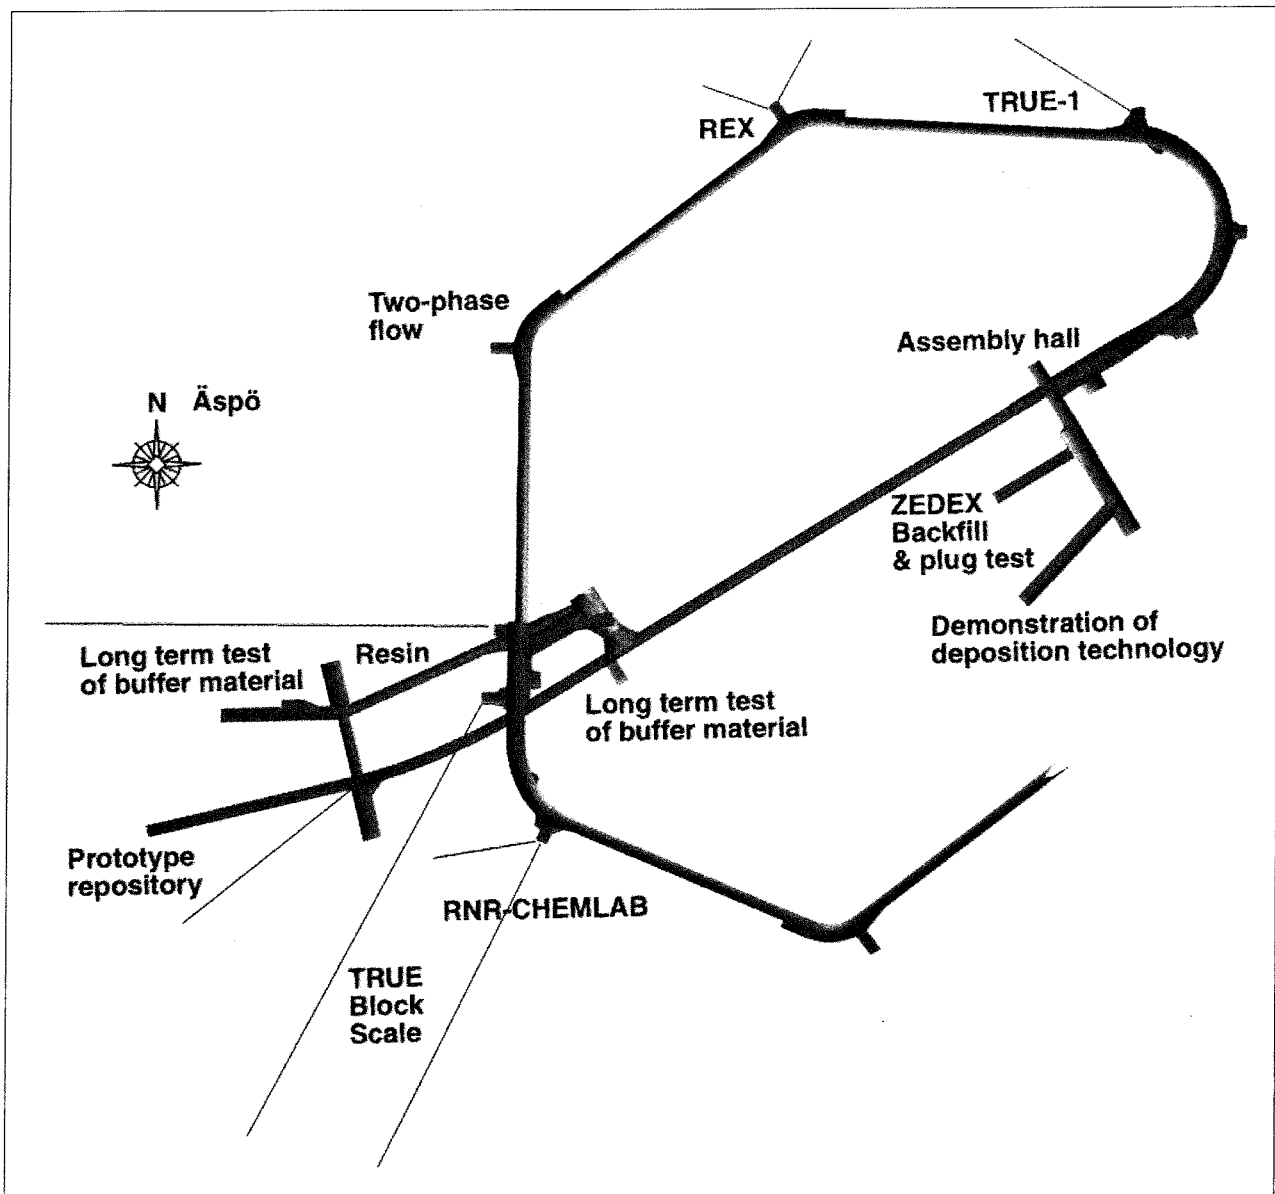 TRUE-1
REX
Two-phase
flow
Assembly hall
N Äspö
ZEDEX
Backfill
& plug test
Demonstration of
deposition technology
Long term test
of buffer material
Resin
Long term test
of buffer material
Prototype
repository
RNR-CHEMLAB
TRUE
Block
Scale